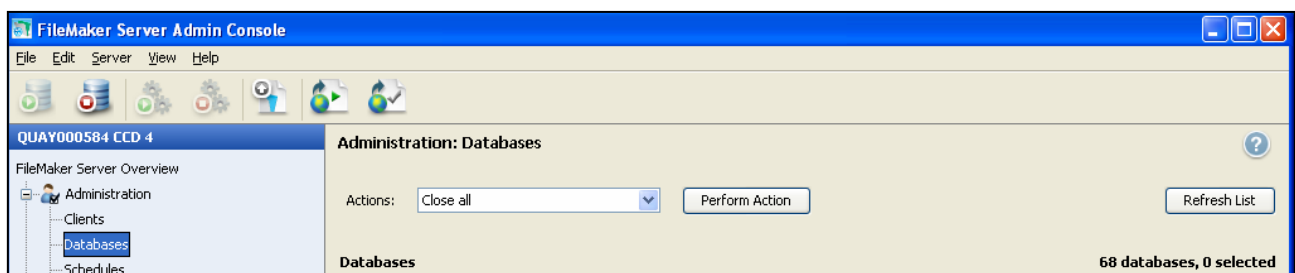 FileMaker Server Admin Console
File Edit Server View Help
QUAY000584 CCD 4
Administration: Databases
?
FileMaker Server Overview
Administration
Actions: Close all Perform Action Refresh List
Clients
Databases
Databases 68 databases, 0 selected
Schedules